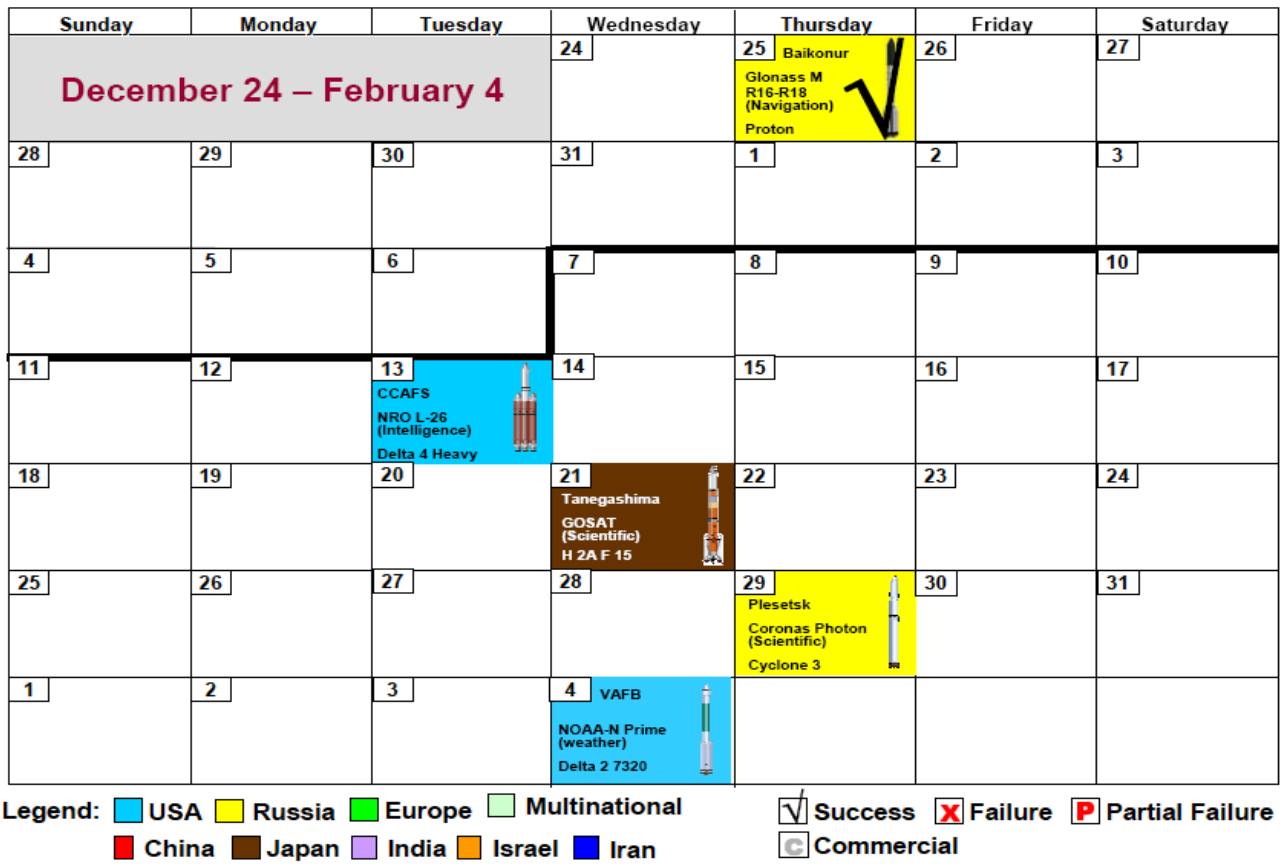 Sunday Monday Tuesday Wednesday Thursday Friday Saturday
December 24 – February 4
24
25 Baikonur
Glonass M
R16-R18
(Navigation)
Proton
26
27
28
29
30
31
1
2
3
4
5
6
7
8
9
10
11
12
13
CCAFS
NRO L-26
(Intelligence)
Delta 4 Heavy
14
15
16
17
18
19
20
21
Tanegashima
GOSAT
(Scientific)
H 2A F 15
22
23
24
25
26
27
28
29
Plesetsk
Coronas Photon
(Scientific)
Cyclone 3
30
31
1
2
3
4 VAFB
NOAA-N Prime
(weather)
Delta 2 7320
Legend: USA Russia Europe Multinational
√ Success X Failure P Partial Failure
China Japan India Israel Iran
C Commercial